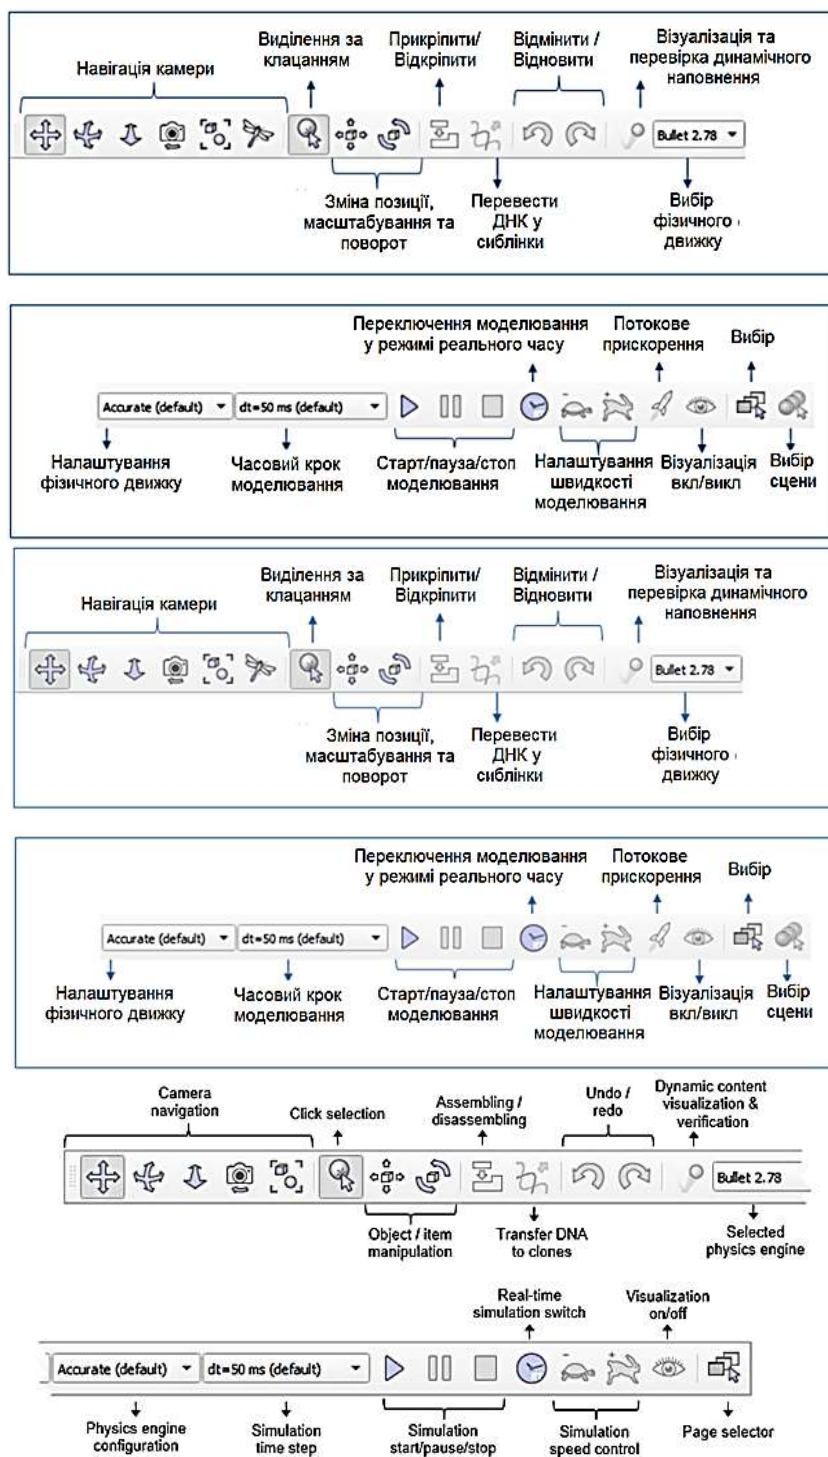 Виділення за
клацанням
Прикріпити/
Відкріпити
Відмінити /
Відновити
Візуалізація та
перевірка динамічного
наповнення
Навігація камери
Bullet 2.78
Зміна позиції,
масштабування та
поворот
Перевести
ДНК у
сиблінки
Вибір
фізичного
движку
Переключення моделювання
у режимі реального часу
Потокове
прискорення
Вибір
Accurate (default)
dt=50 ms (default)
Налаштування
фізичного движку
Часовий крок
моделювання
Старт/пауза/стоп
моделювання
Налаштування
швидкості
моделювання
Візуалізація
вкл/викл
Вибір
сцени
Виділення за
клацанням
Прикріпити/
Відкріпити
Відмінити /
Відновити
Візуалізація та
перевірка динамічного
наповнення
Навігація камери
Bullet 2.78
Зміна позиції,
масштабування та
поворот
Перевести
ДНК у
сиблінки
Вибір
фізичного
движку
Переключення моделювання
у режимі реального часу
Потокове
прискорення
Вибір
Accurate (default)
dt=50 ms (default)
Налаштування
фізичного движку
Часовий крок
моделювання
Старт/пауза/стоп
моделювання
Налаштування
швидкості
моделювання
Візуалізація
вкл/викл
Вибір
сцени
Camera
navigation
Click selection
Assembling /
disassembling
Undo /
redo
Dynamic content
visualization &
verification
Bullet 2.78
Object / item
manipulation
Transfer DNA
to clones
Selected
physics engine
Real-time
simulation switch
Visualization
on/off
Accurate (default)
dt=50 ms (default)
Physics engine
configuration
Simulation
time step
Simulation
start/pause/stop
Simulation
speed control
Page selector